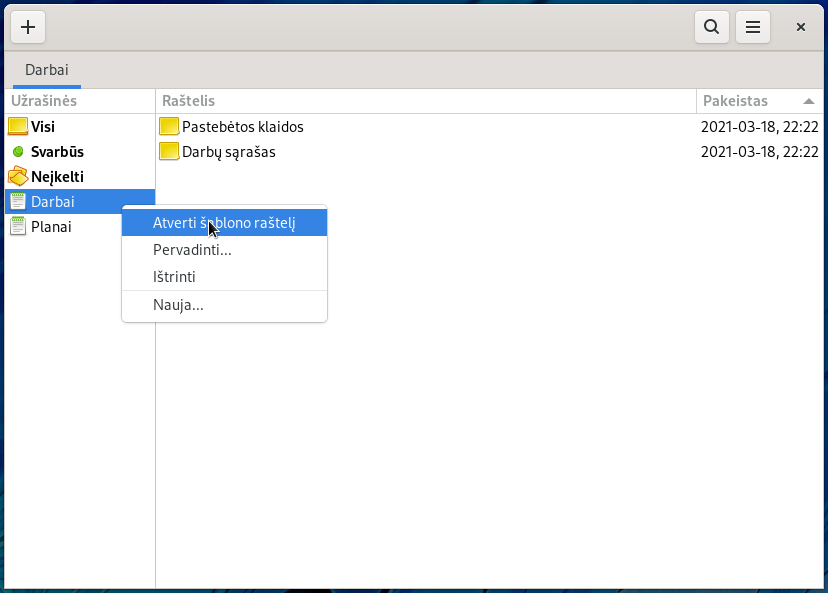 Darbai
Užrašinės Raštelis Pakeistas
Visi Pastebėtos klaidos 2021-03-18, 22:22
Svarbūs Darbų sąrašas 2021-03-18, 22:22
Neįkelti
Darbai
Planai
Atverti šablono raštelį
Pervadinti...
Ištrinti
Nauja...